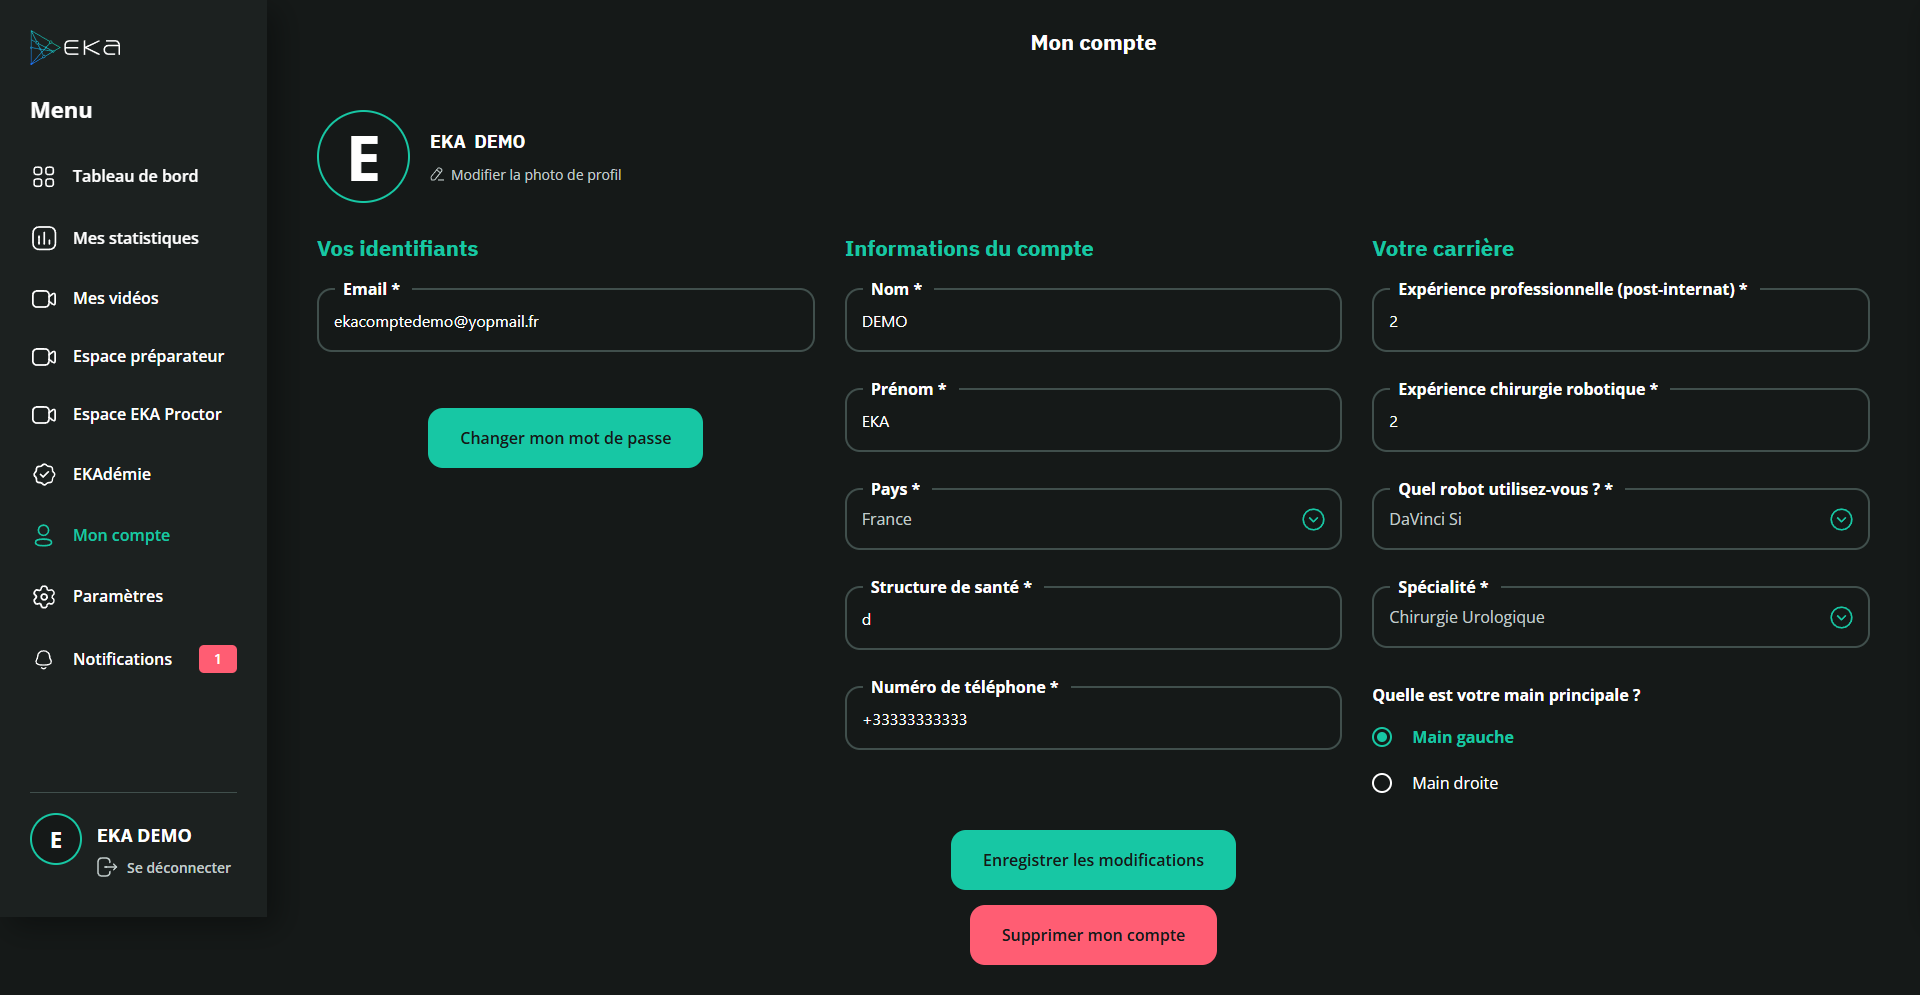 EKA
Menu
Tableau de bord
Mes statistiques
Mes vidéos
Espace préparateur
Espace EKA Proctor
EKAdémie
Mon compte
Paramètres
Notifications 1
E
EKA DEMO
Se déconnecter
Mon compte
E
EKA DEMO
Modifier la photo de profil
Vos identifiants
Email *
ekacomptedemo@yopmail.fr
Changer mon mot de passe
Informations du compte
Nom *
DEMO
Prénom *
EKA
Pays *
France
Structure de santé *
d
Numéro de téléphone *
+33333333333
Votre carrière
Expérience professionnelle (post-internat) *
2
Expérience chirurgie robotique *
2
Quel robot utilisez-vous ? *
DaVinci Si
Spécialité *
Chirurgie Urologique
Quelle est votre main principale ?
Main gauche
Main droite
Enregistrer les modifications
Supprimer mon compte